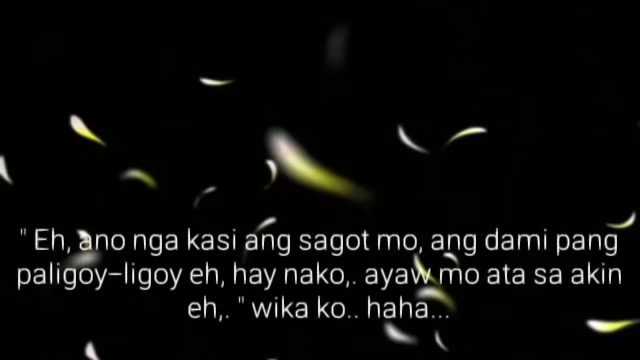 " Eh, ano nga kasi ang sagot mo, ang dami pang
paligoy–ligoy eh, hay nako,. ayaw mo ata sa akin
eh,. " wika ko.. haha...